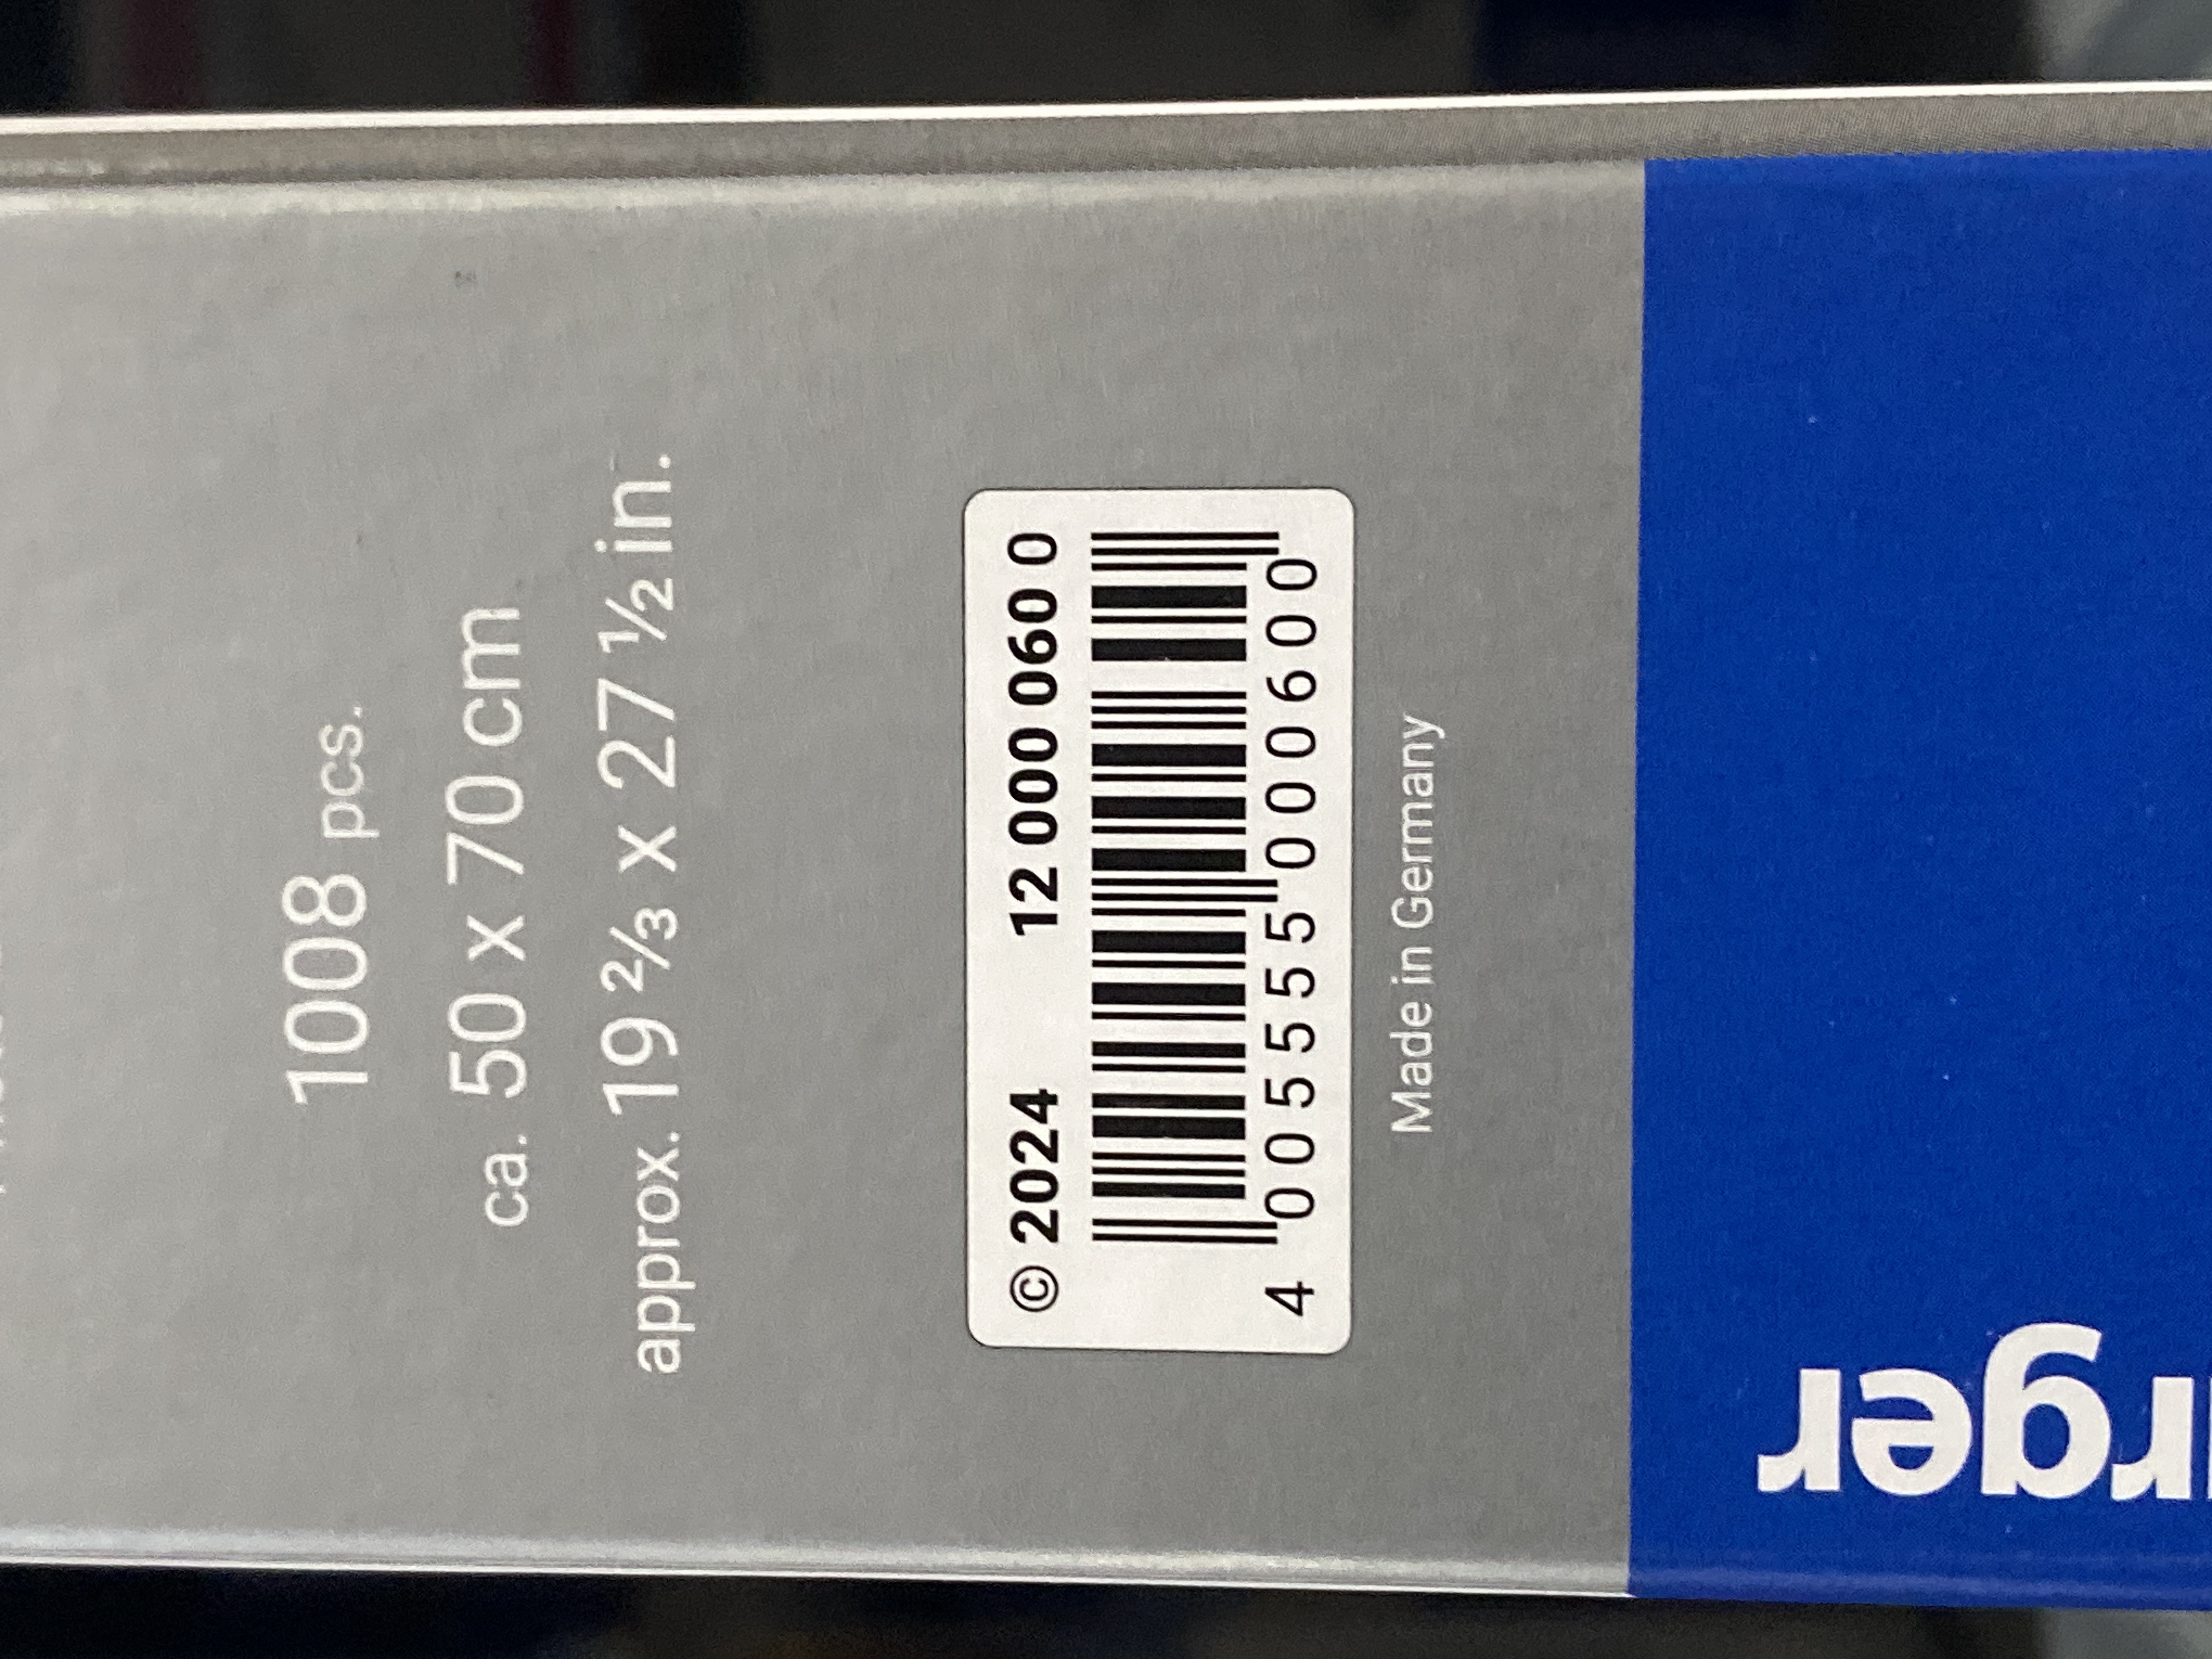 1008 pcs.
ca. 50 x 70 cm
approx. 19 ⅔ x 27 ½ in.
© 2024 12 000 060 0
4 005555 000600
Made in Germany
rger